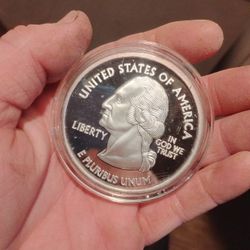 UNITED STATES OF AMERICA
LIBERTY
IN
GOD WE
TRUST
E PLURIBUS UNUM